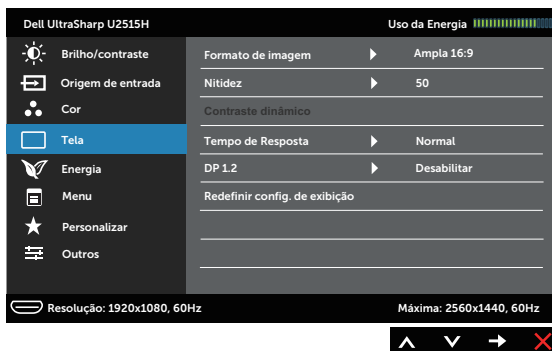 Dell UltraSharp U2515H Uso da Energia
Brilho/contraste
Origem de entrada
Cor
Tela
Energia
Menu
Personalizar
Outros
Formato de imagem Ampla 16:9
Nitidez 50
Contraste dinâmico
Tempo de Resposta Normal
DP 1.2 Desabilitar
Redefinir config. de exibição
Resolução: 1920x1080, 60Hz Máxima: 2560x1440, 60Hz